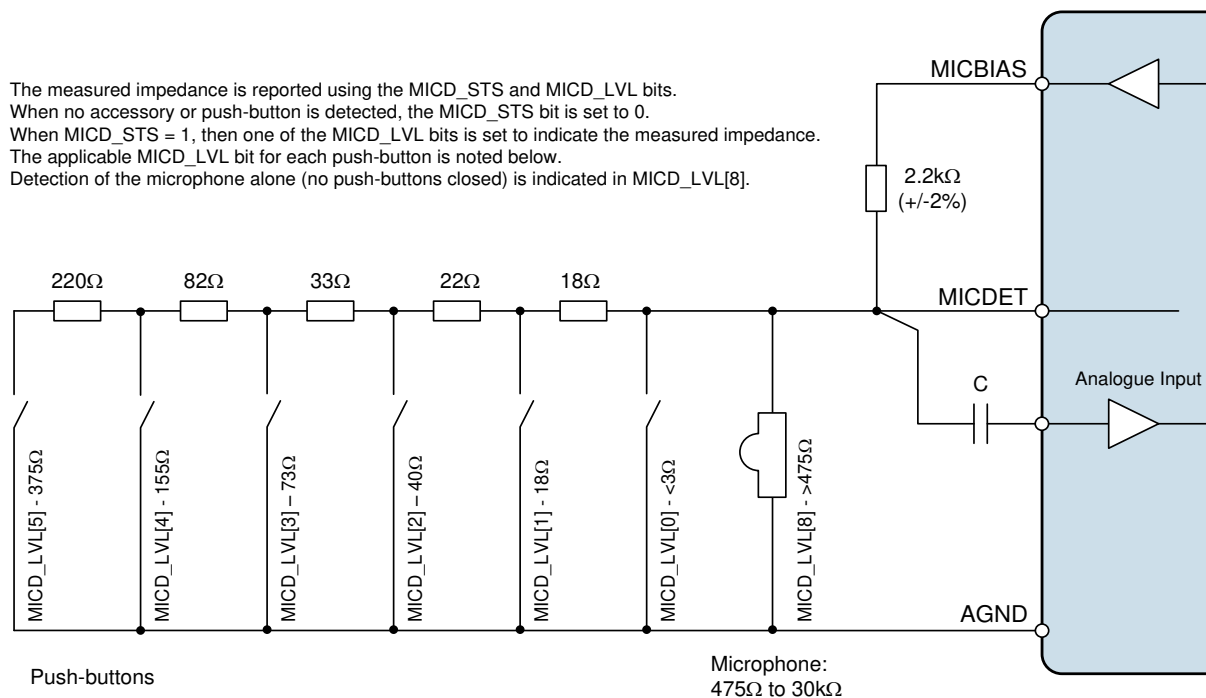 The measured impedance is reported using the MICD_STS and MICD_LVL bits.
When no accessory or push-button is detected, the MICD_STS bit is set to 0.
When MICD_STS = 1, then one of the MICD_LVL bits is set to indicate the measured impedance.
The applicable MICD_LVL bit for each push-button is noted below.
Detection of the microphone alone (no push-buttons closed) is indicated in MICD_LVL[8].
MICBIAS
2.2kΩ
(+/-2%)
220Ω
82Ω
33Ω
22Ω
18Ω
MICDET
C
Analogue Input
MICD_LVL[5] - 375Ω
MICD_LVL[4] - 155Ω
MICD_LVL[3] – 73Ω
MICD_LVL[2] – 40Ω
MICD_LVL[1] - 18Ω
MICD_LVL[0] - <3Ω
MICD_LVL[8] - >475Ω
AGND
Push-buttons
Microphone:
475Ω to 30kΩ